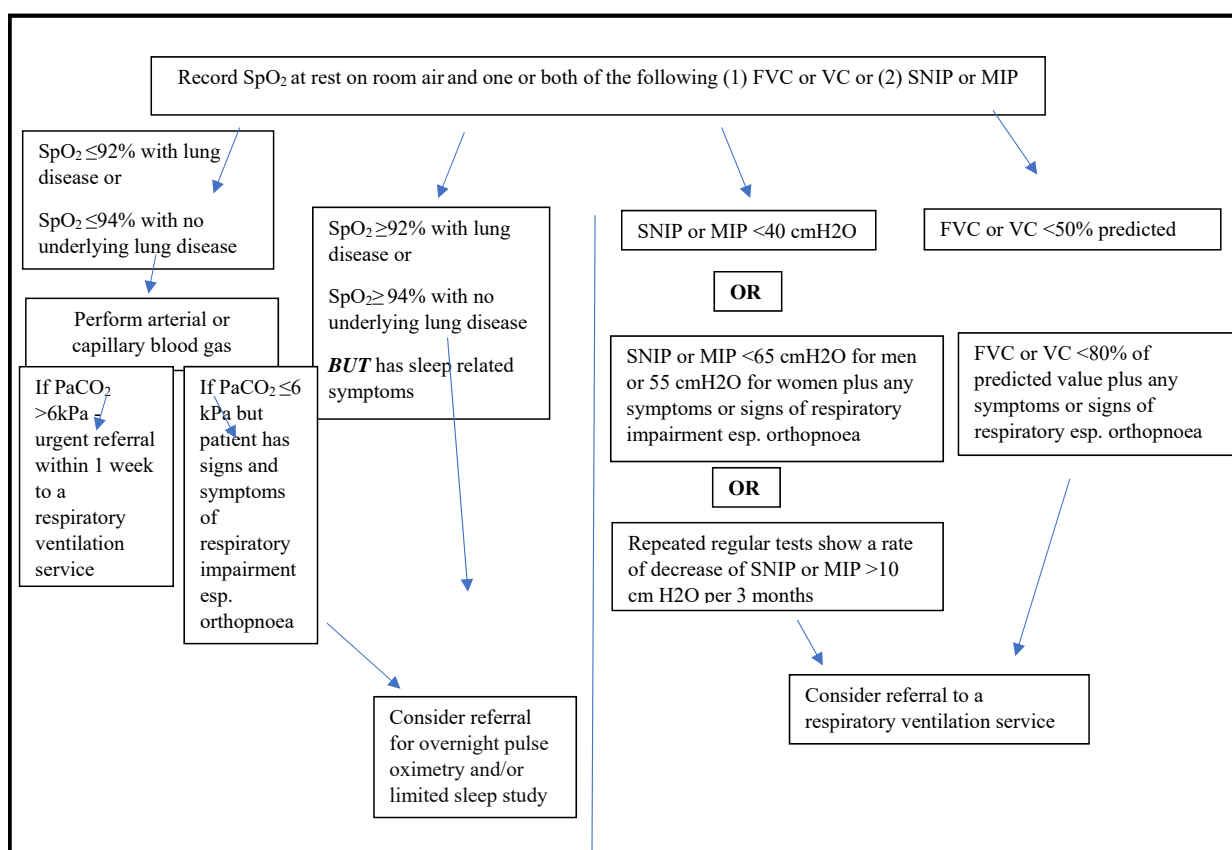 Record SpO₂ at rest on room air and one or both of the following (1) FVC or VC or (2) SNIP or MIP
SpO₂ ≤92% with lung
disease or
SpO₂ ≤94% with no
underlying lung disease
Perform arterial or
capillary blood gas
If PaCO₂
>6kPa -
urgent referral
within 1 week
to a
respiratory
ventilation
service
If PaCO₂ ≤6
kPa but
patient has
signs and
symptoms
of
respiratory
impairment
esp.
orthopnoea
SpO₂ ≥92% with lung
disease or
SpO₂≥ 94% with no
underlying lung disease
BUT has sleep related
symptoms
Consider referral
for overnight pulse
oximetry and/or
limited sleep study
SNIP or MIP <40 cmH2O
OR
SNIP or MIP <65 cmH2O for men
or 55 cmH2O for women plus any
symptoms or signs of respiratory
impairment esp. orthopnoea
OR
Repeated regular tests show a rate
of decrease of SNIP or MIP >10
cm H2O per 3 months
FVC or VC <50% predicted
FVC or VC <80% of
predicted value plus any
symptoms or signs of
respiratory esp. orthopnoea
Consider referral to a
respiratory ventilation service